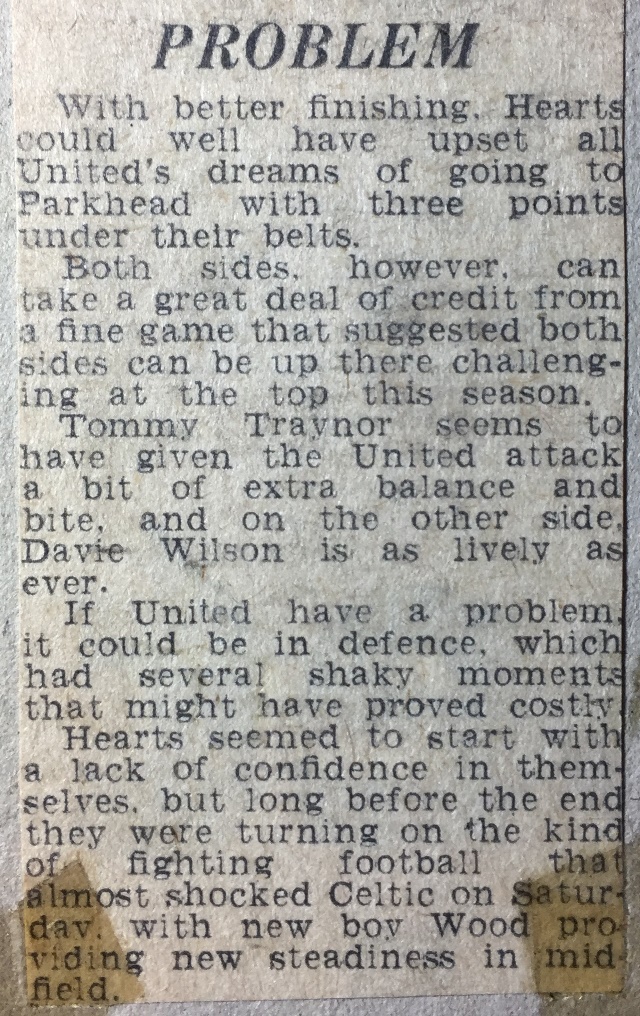 PROBLEM
With better finishing, Hearts
could well have upset all
United's dreams of going to
Parkhead with three points
under their belts.
Both sides, however, can
take a great deal of credit from
a fine game that suggested both
sides can be up there challeng-
ing at the top this season.
Tommy Traynor seems to
have given the United attack
a bit of extra balance and
bite, and on the other side,
Davie Wilson is as lively as
ever.
If United have a problem,
it could be in defence, which
had several shaky moments
that might have proved costly.
Hearts seemed to start with
a lack of confidence in them-
selves, but long before the end
they were turning on the kind
of fighting football that
almost shocked Celtic on Satur-
day, with new boy Wood pro-
viding new steadiness in mid-
field.